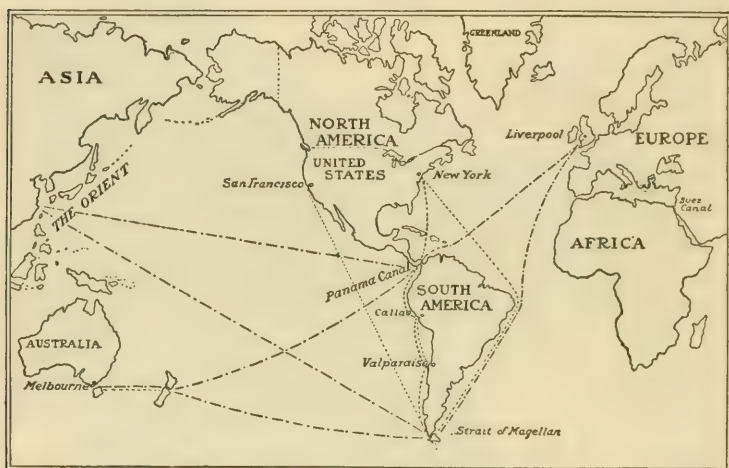 GREENLAND
ASIA
NORTH
AMERICA
UNITED
STATES
Liverpool
EUROPE
San Francisco
New York
THE ORIENT
Suez
Canal
AFRICA
Panama Canal
SOUTH
AMERICA
Callao
AUSTRALIA
Valparaiso
Melbourne
Strait of Magellan